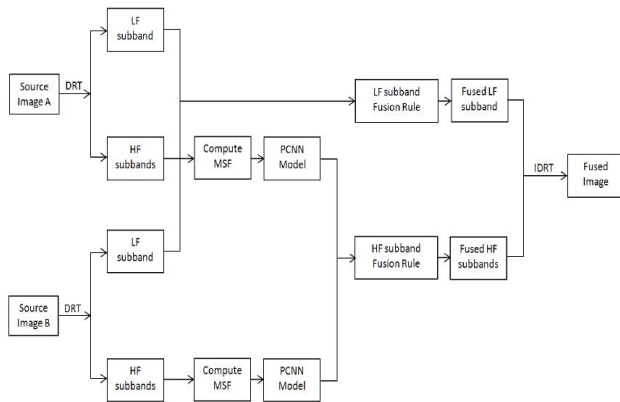 LF
subband
Source
Image A
DRT
HF
subbands
Compute
MSF
PCNN
Model
LF subband
Fusion Rule
Fused LF
subband
IDRT
Fused
Image
LF
subband
HF subband
Fusion Rule
Fused HF
subbands
Source
Image B
DRT
HF
subbands
Compute
MSF
PCNN
Model